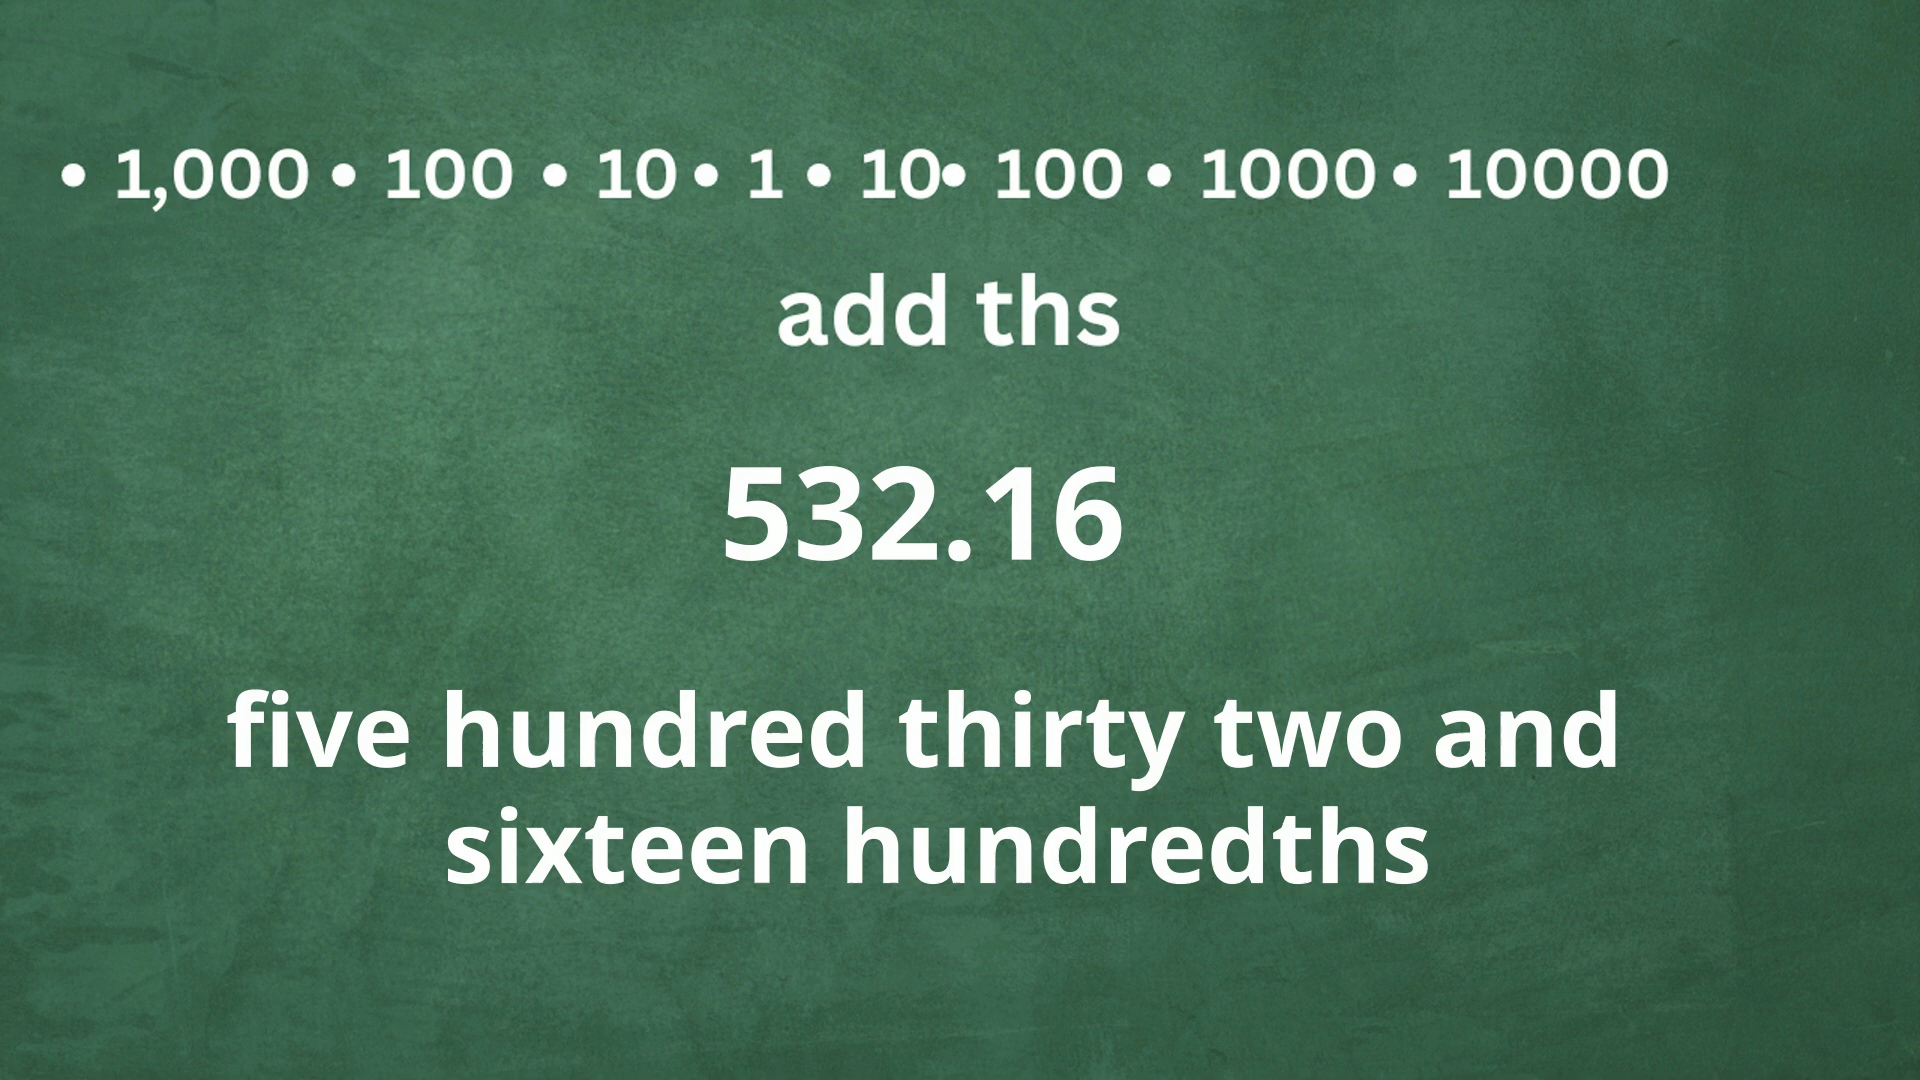 • 1,000 • 100 • 10 • 1 • 10 • 100 • 1000 • 10000
add ths
532.16
five hundred thirty two and
sixteen hundredths